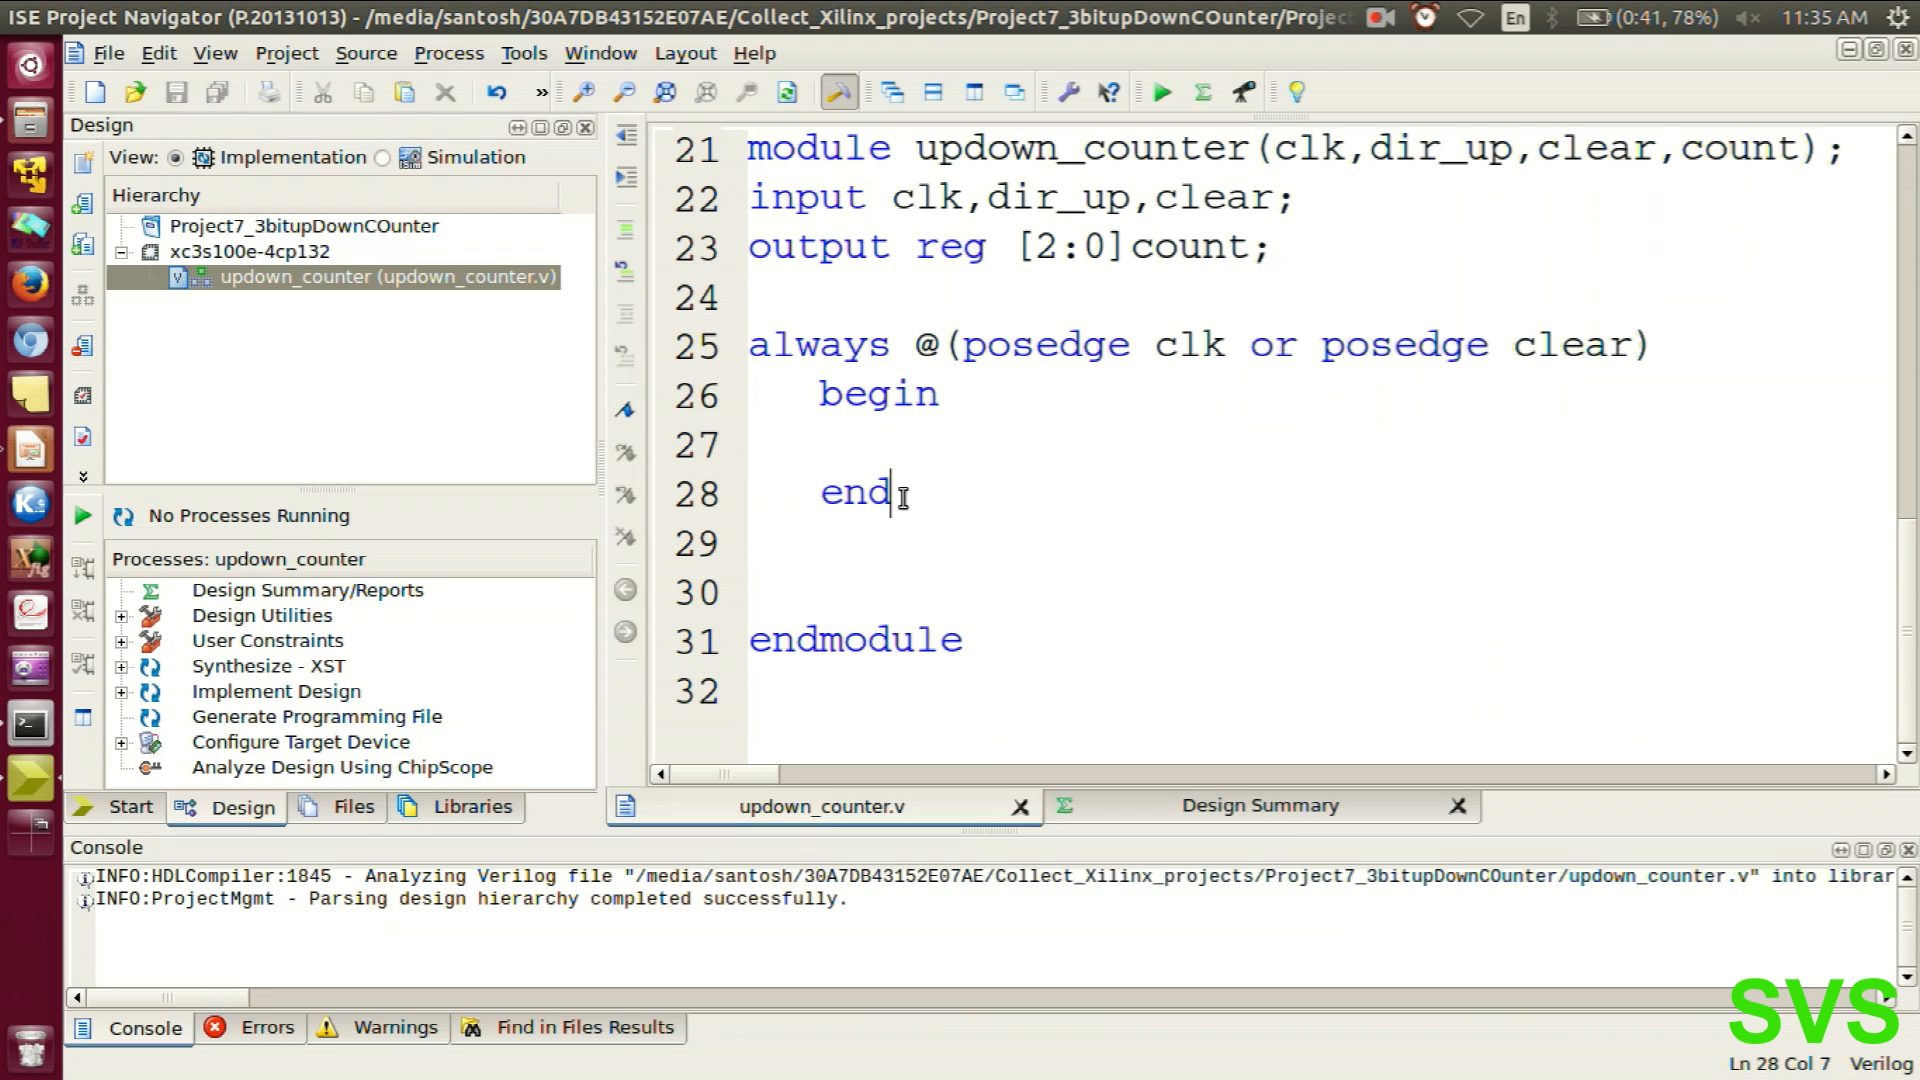 ISE Project Navigator (P.20131013) - /media/santosh/30A7DB43152E07AE/Collect_Xilinx_projects/Project7_3bitupDownCOunter/Projec
En
(0:41, 78%)
11:35 AM
File Edit View Project Source Process Tools Window Layout Help
»
Design
View: Implementation Simulation
Hierarchy
Project7_3bitupDownCOunter
xc3s100e-4cp132
updown_counter (updown_counter.v)
No Processes Running
Processes: updown_counter
Design Summary/Reports
Design Utilities
User Constraints
Synthesize - XST
Implement Design
Generate Programming File
Configure Target Device
Analyze Design Using ChipScope
Start Design Files Libraries
21 module updown_counter(clk,dir_up,clear,count);
22 input clk,dir_up,clear;
23 output reg [2:0]count;
24
25 always @(posedge clk or posedge clear)
26 begin
27
28 end
29
30
31 endmodule
32
updown_counter.v
Design Summary
Console
INFO:HDLCompiler:1845 - Analyzing Verilog file "/media/santosh/30A7DB43152E07AE/Collect_Xilinx_projects/Project7_3bitupDownCOunter/updown_counter.v" into librar
INFO:ProjectMgmt - Parsing design hierarchy completed successfully.
Console Errors Warnings Find in Files Results
SVS
Ln 28 Col 7 Verilog